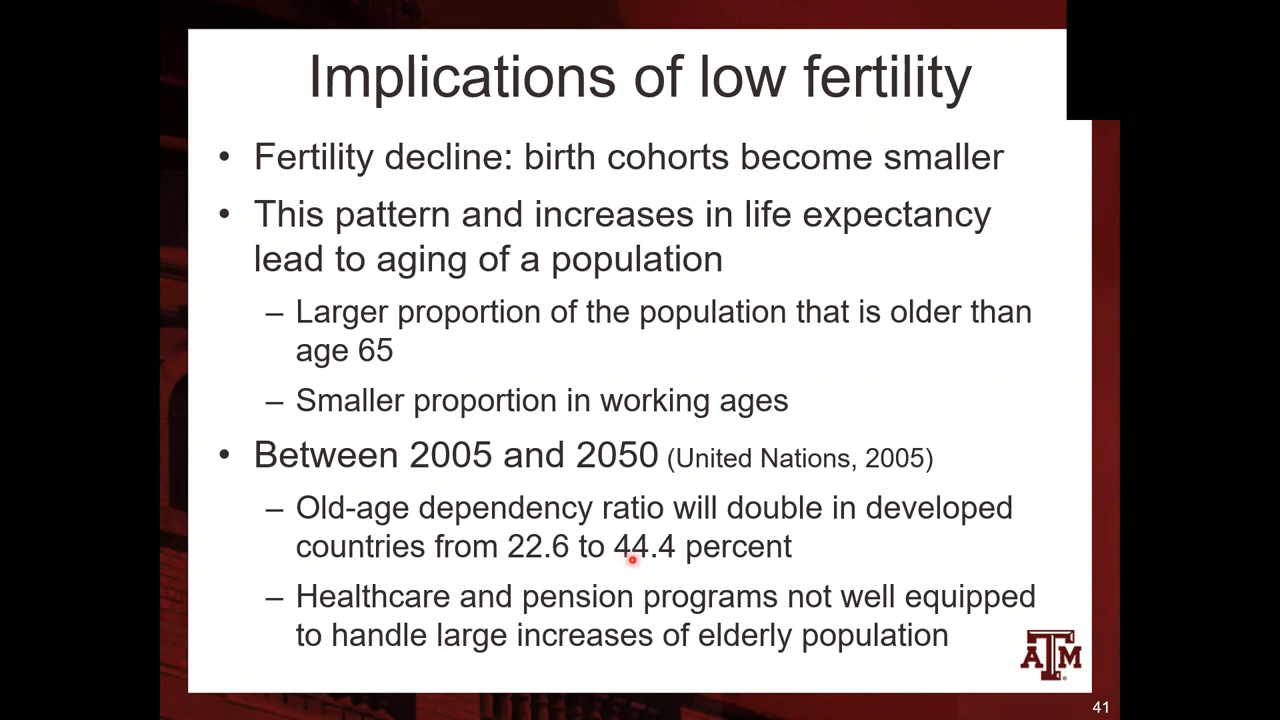 Implications of low fertility
• Fertility decline: birth cohorts become smaller
• This pattern and increases in life expectancy
lead to aging of a population
– Larger proportion of the population that is older than
age 65
– Smaller proportion in working ages
• Between 2005 and 2050 (United Nations, 2005)
– Old-age dependency ratio will double in developed
countries from 22.6 to 44.4 percent
– Healthcare and pension programs not well equipped
to handle large increases of elderly population
ATM
41